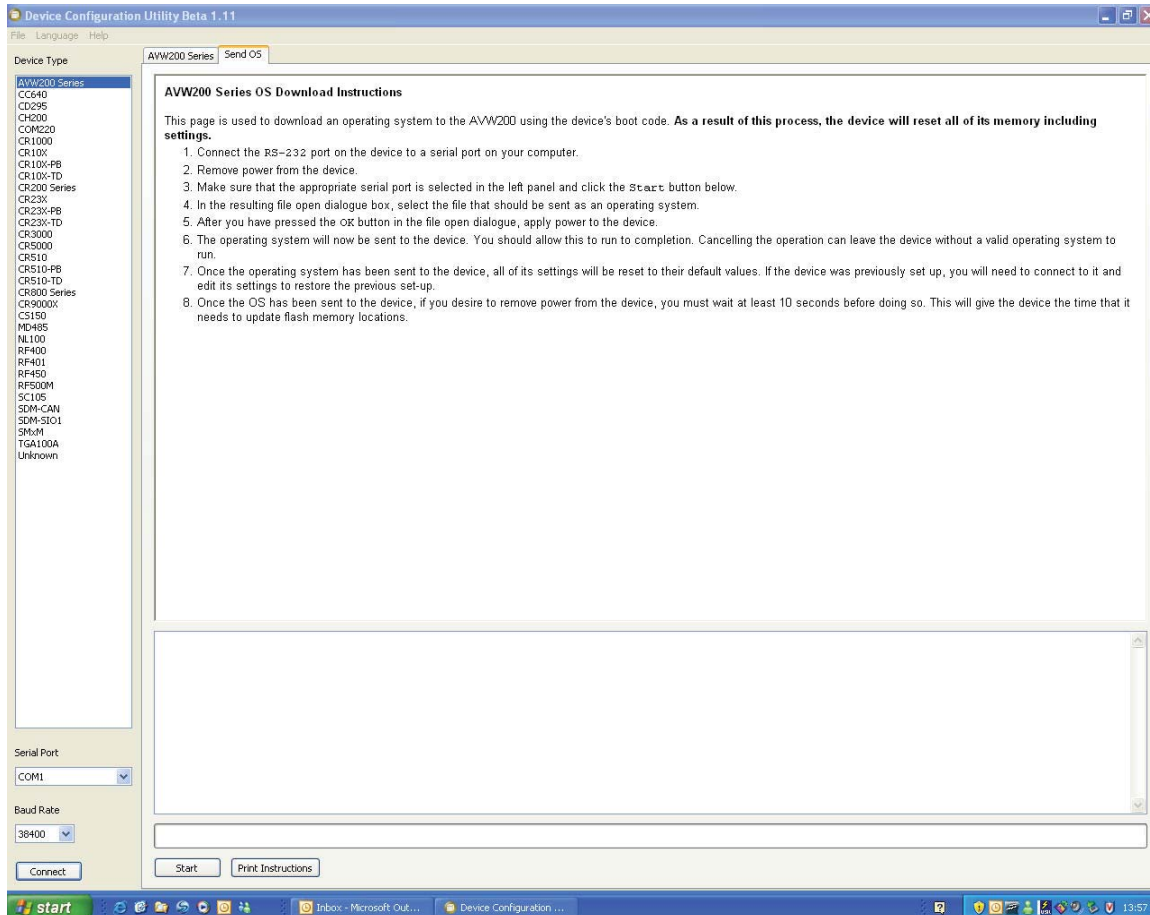 Device Configuration Utility Beta 1.11
File Language Help
Device Type
AVW200 Series
CC640
CD295
CH200
COM220
CR1000
CR10X
CR10X-PB
CR10X-TD
CR200 Series
CR23X
CR23X-PB
CR23X-TD
CR3000
CR5000
CR510
CR510-PB
CR510-TD
CR800 Series
CR9000X
CS150
MD485
NL100
RF400
RF401
RF450
RF500M
SC105
SDM-CAN
SDM-SIO1
SMxM
TGA100A
Unknown
Serial Port
COM1
Baud Rate
38400
Connect
AVW200 Series Send OS
AVW200 Series OS Download Instructions
This page is used to download an operating system to the AVW200 using the device's boot code. As a result of this process, the device will reset all of its memory including
settings.
1. Connect the RS-232 port on the device to a serial port on your computer.
2. Remove power from the device.
3. Make sure that the appropriate serial port is selected in the left panel and click the Start button below.
4. In the resulting file open dialogue box, select the file that should be sent as an operating system.
5. After you have pressed the OK button in the file open dialogue, apply power to the device.
6. The operating system will now be sent to the device. You should allow this to run to completion. Cancelling the operation can leave the device without a valid operating system to
run.
7. Once the operating system has been sent to the device, all of its settings will be reset to their default values. If the device was previously set up, you will need to connect to it and
edit its settings to restore the previous set-up.
8. Once the OS has been sent to the device, if you desire to remove power from the device, you must wait at least 10 seconds before doing so. This will give the device the time that it
needs to update flash memory locations.
Start Print Instructions
start Inbox - Microsoft Out... Device Configuration ... 13:57